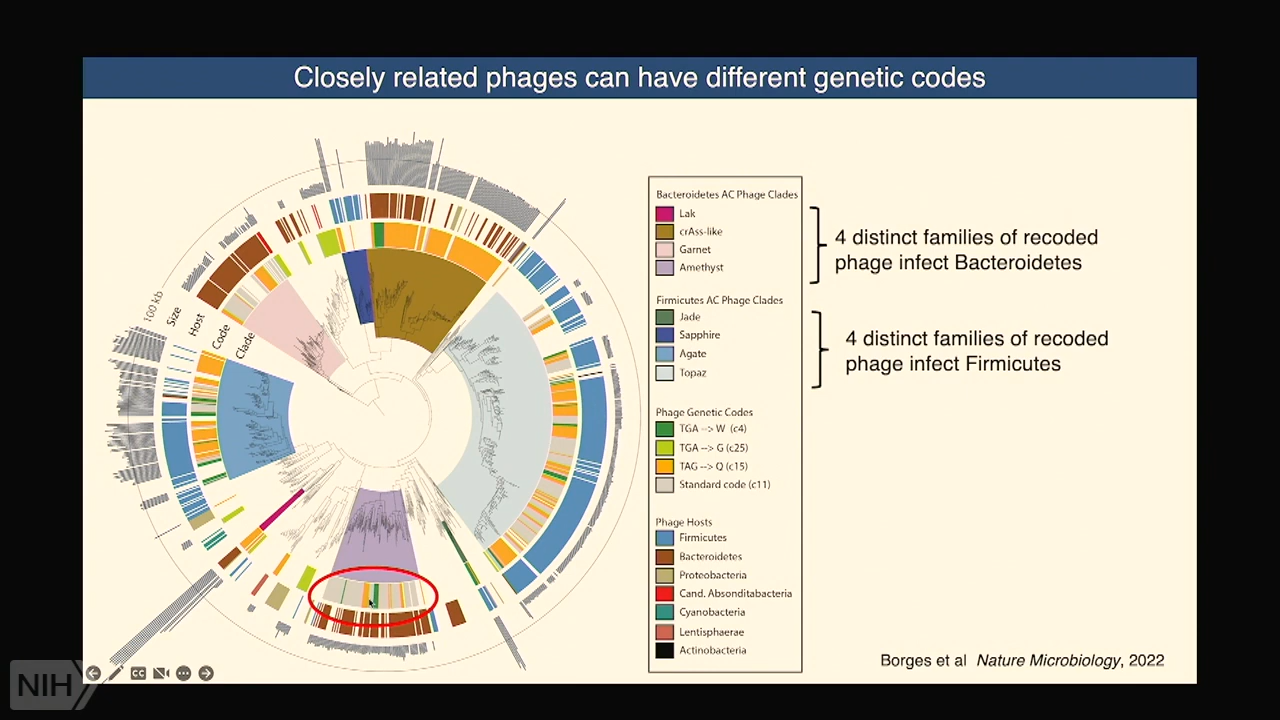 Closely related phages can have different genetic codes
100 kb
Size
Host
Code
Clade
Bacteroidetes AC Phage Clades
Lak
crAss-like
Garnet
Amethyst
Firmicutes AC Phage Clades
Jade
Sapphire
Agate
Topaz
Phage Genetic Codes
TGA --> W (c4)
TGA --> G (c25)
TAG --> Q (c15)
Standard code (c11)
Phage Hosts
Firmicutes
Bacteroidetes
Proteobacteria
Cand. Absonditabacteria
Cyanobacteria
Lentisphaerae
Actinobacteria
4 distinct families of recoded
phage infect Bacteroidetes
4 distinct families of recoded
phage infect Firmicutes
Borges et al Nature Microbiology, 2022
CC
NIH